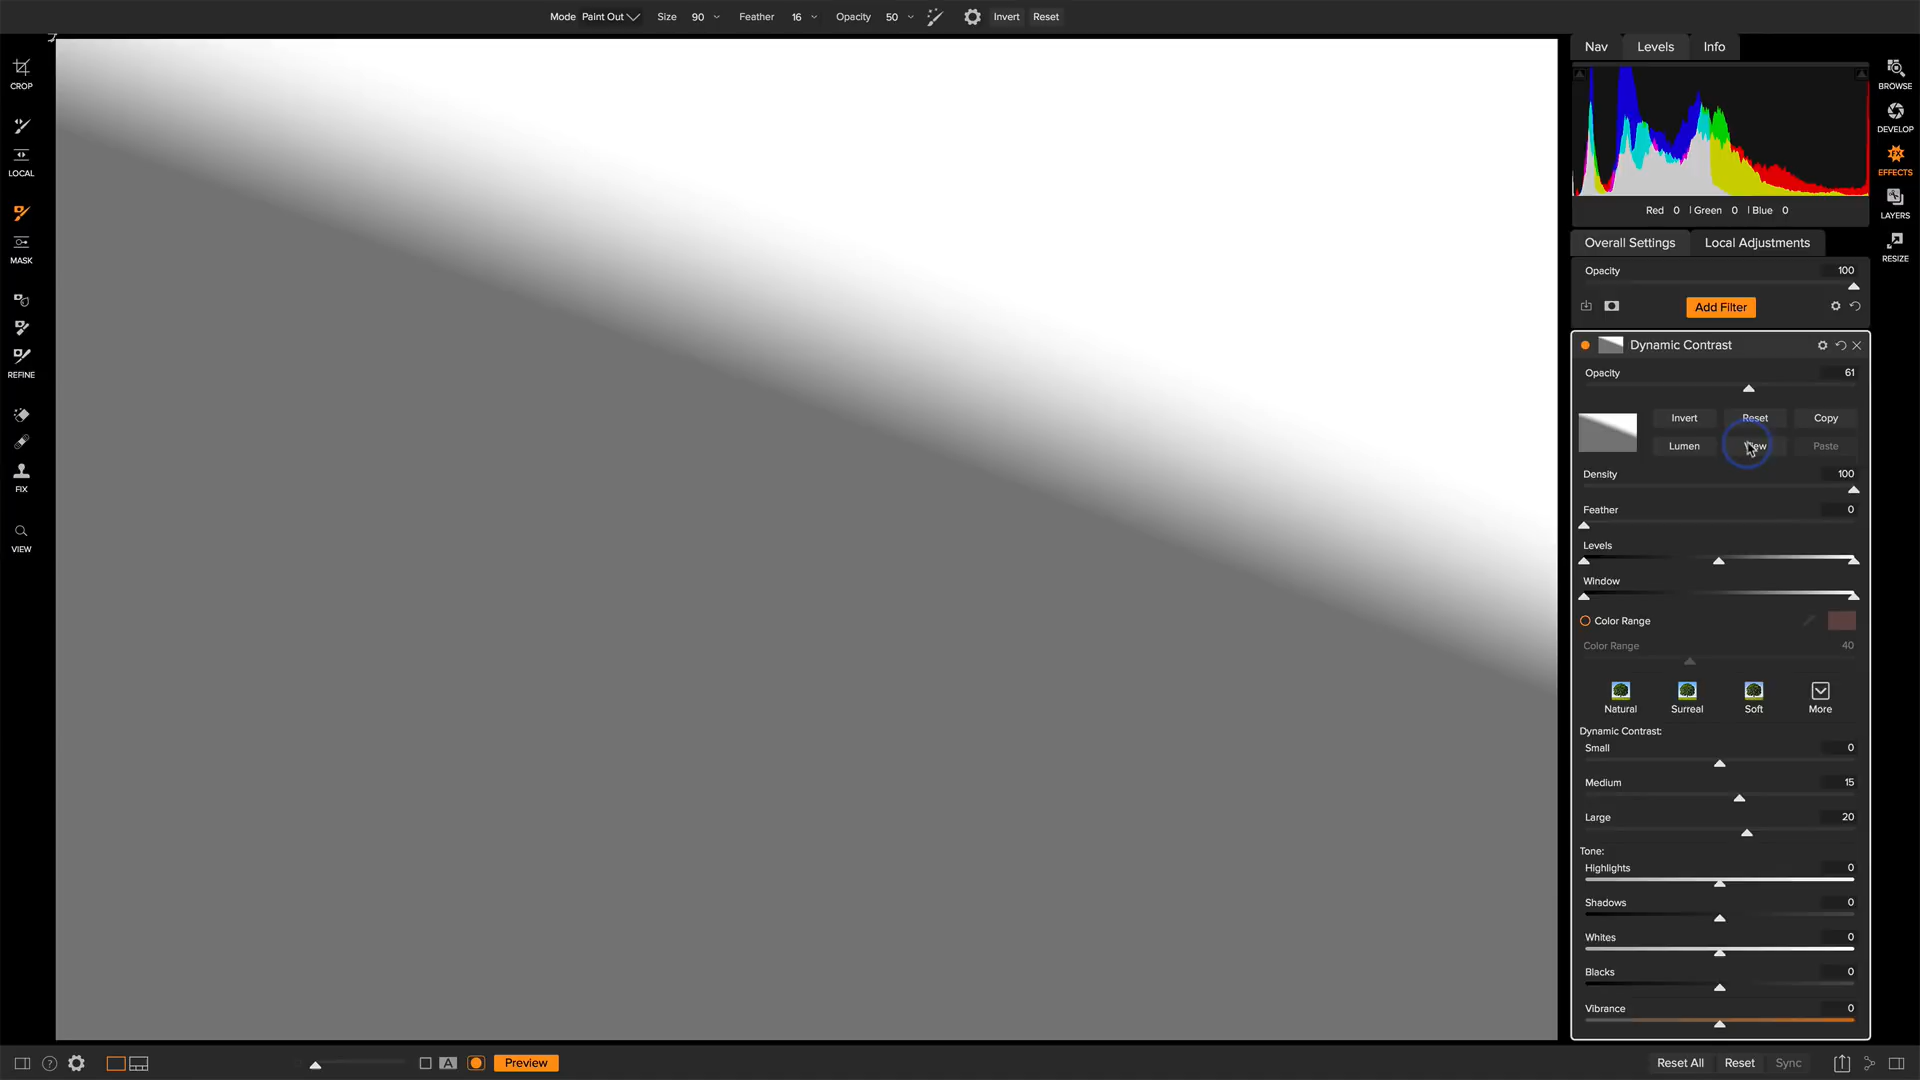 Mode Paint Out Size 90 Feather 16 Opacity 50 Invert Reset
CROP
LOCAL
MASK
REFINE
FIX
VIEW
Nav Levels Info
Red 0 | Green 0 | Blue 0
BROWSE
DEVELOP
FX
EFFECTS
LAYERS
RESIZE
Overall Settings Local Adjustments
Opacity 100
Add Filter
Dynamic Contrast
Opacity 61
Invert Reset Copy
Lumen View Paste
Density 100
Feather 0
Levels
Window
Color Range
Color Range 40
Natural Surreal Soft More
Dynamic Contrast:
Small 0
Medium 15
Large 20
Tone:
Highlights 0
Shadows 0
Whites 0
Blacks 0
Vibrance 0
? A Preview
Reset All Reset Sync